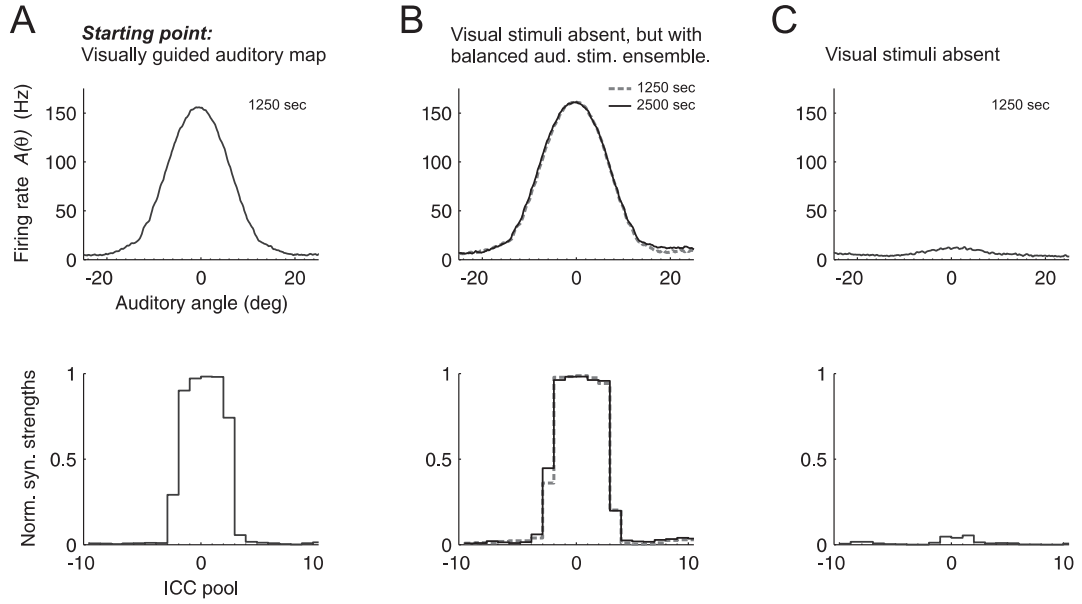 A
Starting point:
Visually guided auditory map
B
Visual stimuli absent, but with
balanced aud. stim. ensemble.
C
Visual stimuli absent
Firing rate A(θ) (Hz)
150
100
50
0
1250 sec
-20
0
20
Auditory angle (deg)
150
100
50
0
1250 sec
2500 sec
-20
0
20
150
100
50
0
1250 sec
-20
0
20
Norm. syn. strengths
1
0.5
0
-10
0
10
ICC pool
1
0.5
0
-10
0
10
1
0.5
0
-10
0
10